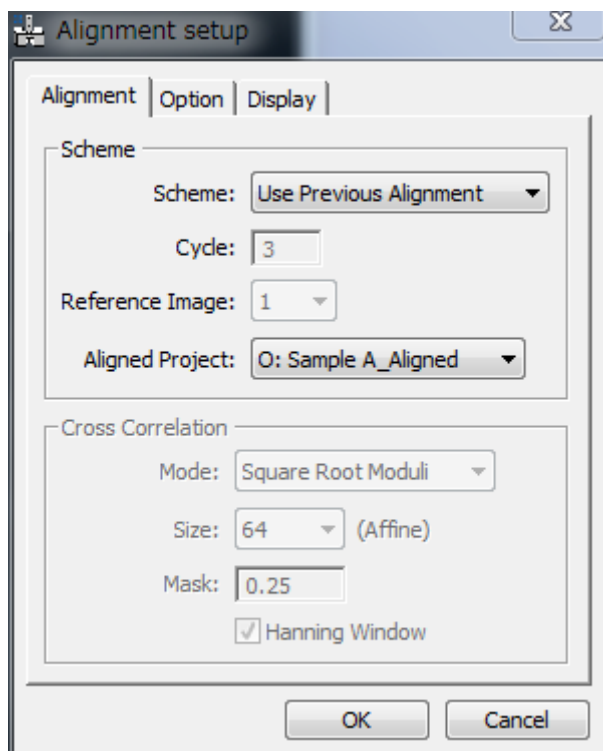 Alignment setup
Alignment Option Display
Scheme
Scheme: Use Previous Alignment
Cycle: 3
Reference Image: 1
Aligned Project: O: Sample A_Aligned
Cross Correlation
Mode: Square Root Moduli
Size: 64 (Affine)
Mask: 0.25
Hanning Window
OK Cancel